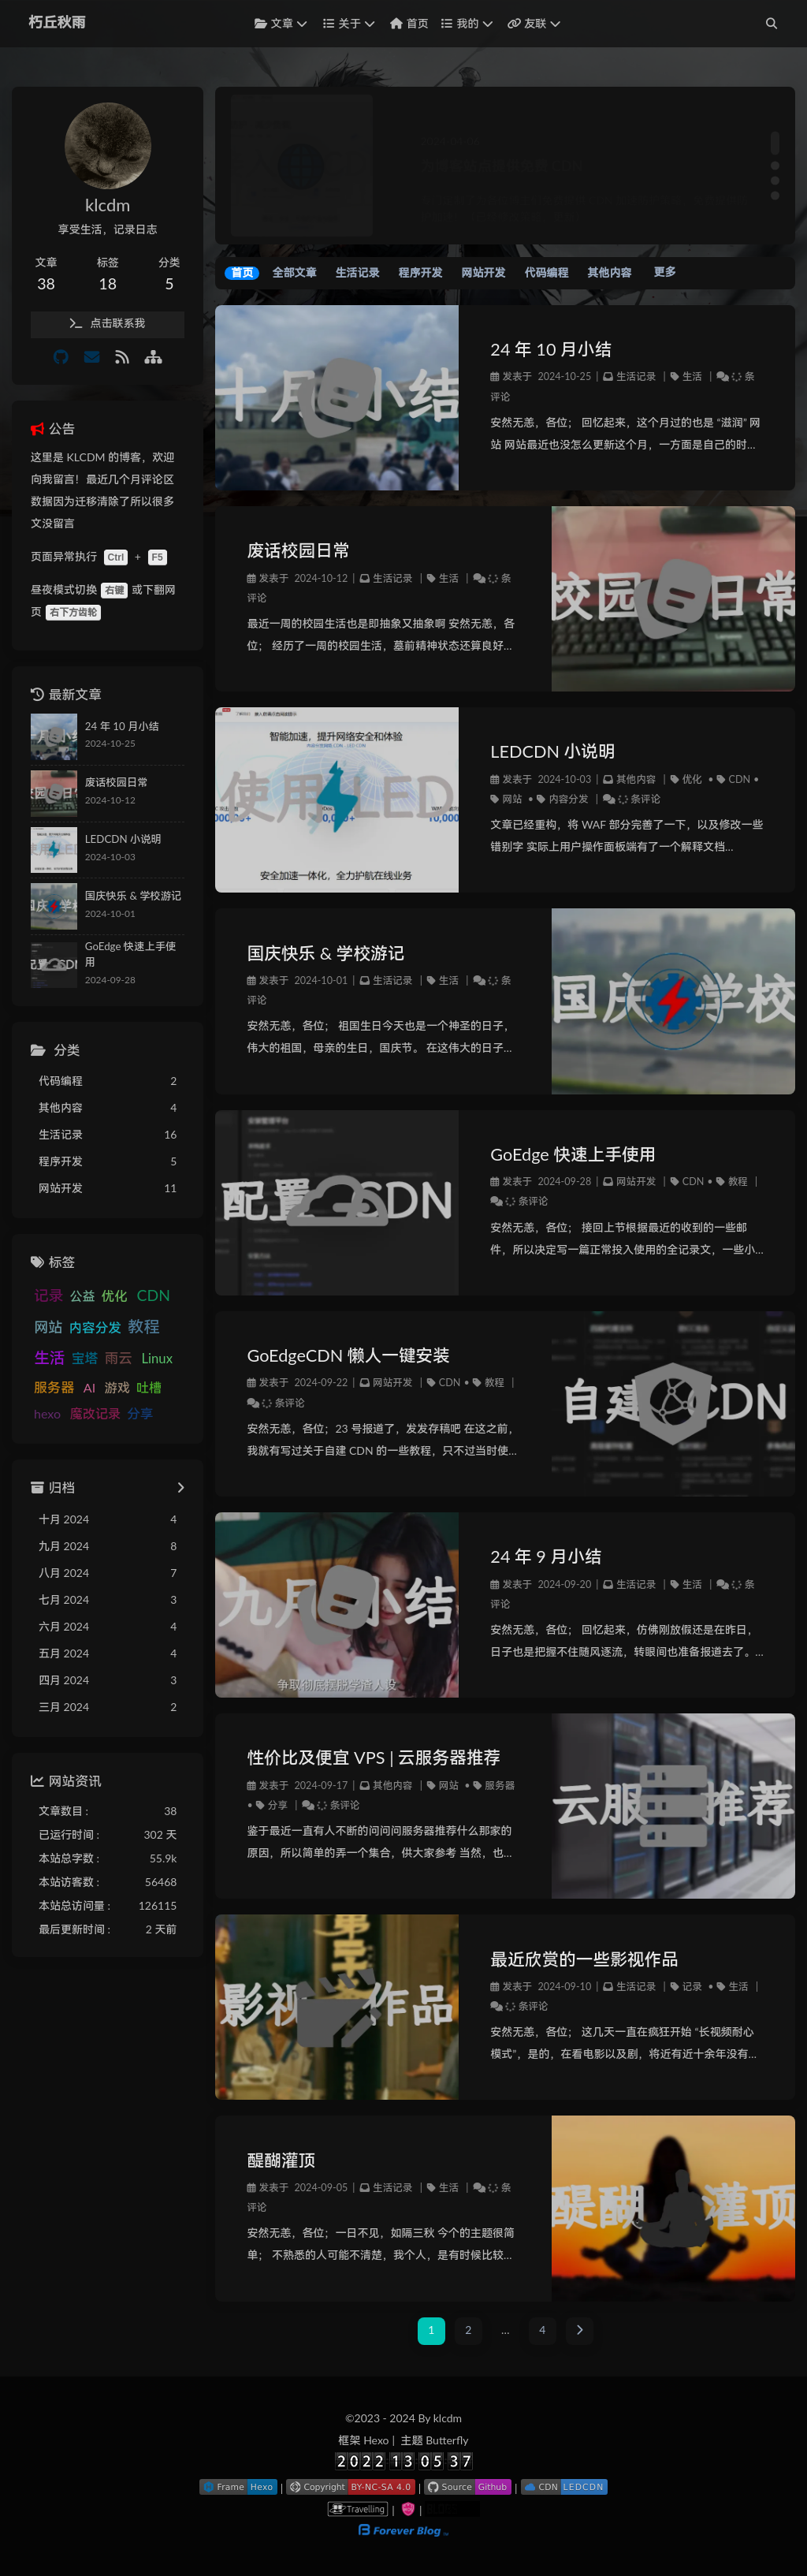 朽丘秋雨
文章
关于
首页
我的
友联
klcdm
享受生活，记录日志
文章 标签 分类
38 18 5
点击联系我
公告
这里是 KLCDM 的博客，欢迎
向我留言！最近几个月评论区
数据因为迁移清除了所以很多
文没留言
页面异常执行 Ctrl + F5
昼夜模式切换 右键 或下翻网
页 右下方齿轮
最新文章
24 年 10 月小结
2024-10-25
废话校园日常
2024-10-12
LEDCDN 小说明
2024-10-03
国庆快乐 & 学校游记
2024-10-01
GoEdge 快速上手使
用
2024-09-28
分类
代码编程 2
其他内容 4
生活记录 16
程序开发 5
网站开发 11
标签
记录 公益 优化 CDN
网站 内容分发 教程
生活 宝塔 雨云 Linux
服务器 AI 游戏 吐槽
hexo 魔改记录 分享
归档
十月 2024 4
九月 2024 8
八月 2024 7
七月 2024 3
六月 2024 4
五月 2024 4
四月 2024 3
三月 2024 2
网站资讯
文章数目 : 38
已运行时间 : 302 天
本站总字数 : 55.9k
本站访客数 : 56468
本站总访问量 : 126115
最后更新时间 : 2 天前
首页 全部文章 生活记录 程序开发 网站开发 代码编程 其他内容 更多
十月小结
24 年 10 月小结
发表于 2024-10-25 | 生活记录 | 生活 | 条
评论
安然无恙，各位； 回忆起来，这个月过的也是 “滋润” 网
站 网站最近也没怎么更新这个月，一方面是自己的时...
废话校园日常
发表于 2024-10-12 | 生活记录 | 生活 | 条
评论
最近一周的校园生活也是即抽象又抽象啊 安然无恙，各
位； 经历了一周的校园生活，墓前精神状态还算良好...
校园日常
智能加速，提升网络安全和体验
使用LED
安全加速一体化，全力护航在线业务
LEDCDN 小说明
发表于 2024-10-03 | 其他内容 | 优化 • CDN •
网站 • 内容分发 | 条评论
文章已经重构，将 WAF 部分完善了一下，以及修改一些
错别字 实际上用户操作面板端有了一个解释文档...
国庆快乐 & 学校游记
发表于 2024-10-01 | 生活记录 | 生活 | 条
评论
安然无恙，各位； 祖国生日今天也是一个神圣的日子，
伟大的祖国，母亲的生日，国庆节。 在这伟大的日子...
国庆 学校
配置CDN
GoEdge 快速上手使用
发表于 2024-09-28 | 网站开发 | CDN • 教程 |
条评论
安然无恙，各位； 接回上节根据最近的收到的一些邮
件，所以决定写一篇正常投入使用的全记录文，一些小...
GoEdgeCDN 懒人一键安装
发表于 2024-09-22 | 网站开发 | CDN • 教程 |
条评论
安然无恙，各位；23 号报道了，发发存稿吧 在这之前，
我就有写过关于自建 CDN 的一些教程，只不过当时使...
自建CDN
九月小结
争取彻底摆脱学渣人设
24 年 9 月小结
发表于 2024-09-20 | 生活记录 | 生活 | 条
评论
安然无恙，各位； 回忆起来，仿佛刚放假还是在昨日，
日子也是把握不住随风逐流，转眼间也准备报道去了。...
性价比及便宜 VPS | 云服务器推荐
发表于 2024-09-17 | 其他内容 | 网站 • 服务器
• 分享 | 条评论
鉴于最近一直有人不断的问问问服务器推荐什么那家的
原因，所以简单的弄一个集合，供大家参考 当然，也...
云服 推荐
影视作品
最近欣赏的一些影视作品
发表于 2024-09-10 | 生活记录 | 记录 • 生活 |
条评论
安然无恙，各位； 这几天一直在疯狂开始 “长视频耐心
模式”，是的，在看电影以及剧，将近有近十余年没有...
醍醐灌顶
发表于 2024-09-05 | 生活记录 | 生活 | 条
评论
安然无恙，各位；一日不见，如隔三秋 今个的主题很简
单； 不熟悉的人可能不清楚，我个人，是有时候比较...
醍醐灌顶
1 2 ... 4
©2023 - 2024 By klcdm
框架 Hexo | 主题 Butterfly
2022 13 05 37
Frame Hexo | Copyright BY-NC-SA 4.0 | Source Github | CDN LEDCDN
Travelling | |
Forever Blog